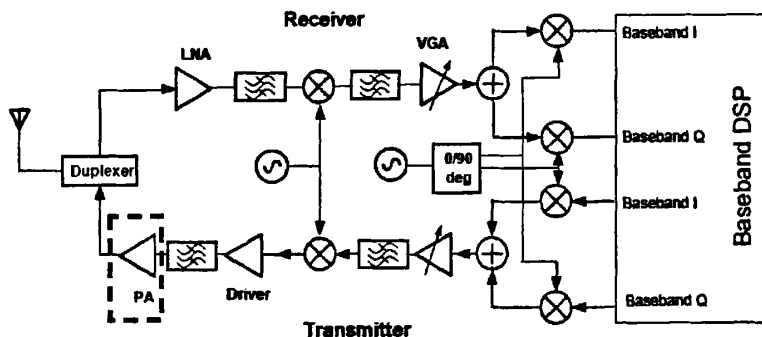 Receiver
LNA
VGA
Baseband I
Baseband Q
Duplexer
0/90
deg
Baseband I
Baseband DSP
PA
Driver
Baseband Q
Transmitter